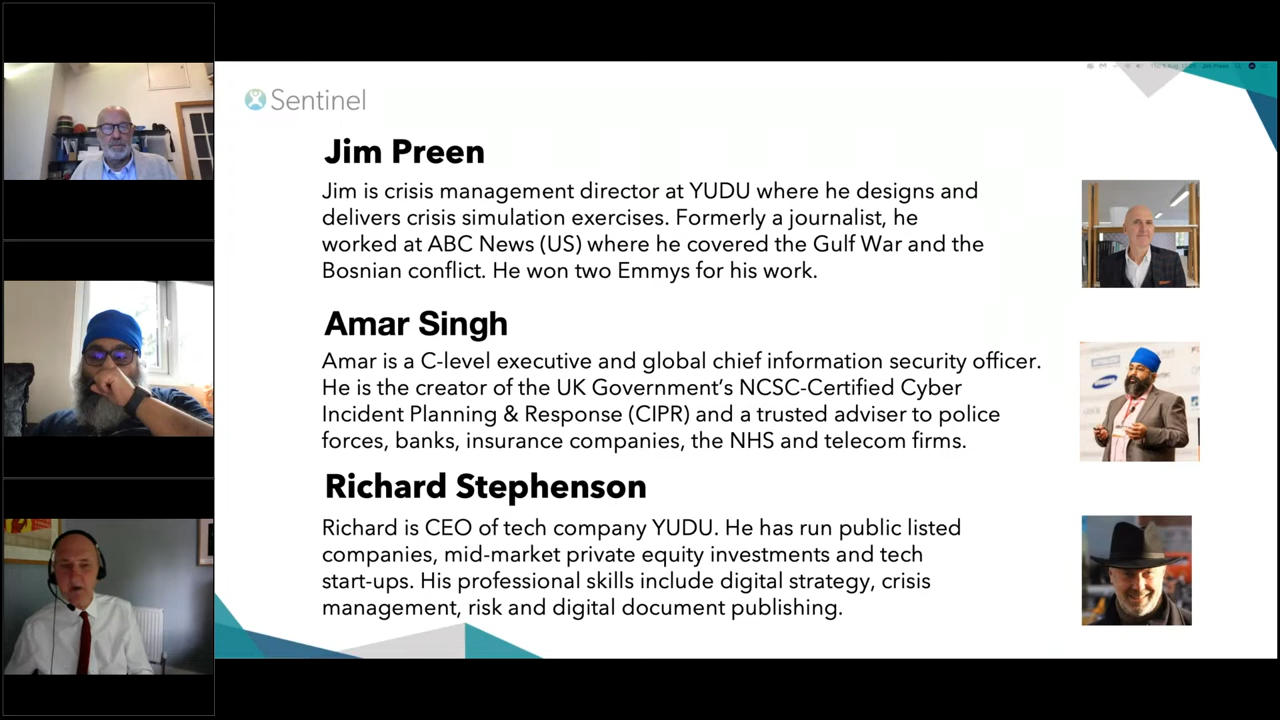 Sentinel
Jim Preen
Jim is crisis management director at YUDU where he designs and
delivers crisis simulation exercises. Formerly a journalist, he
worked at ABC News (US) where he covered the Gulf War and the
Bosnian conflict. He won two Emmys for his work.
Amar Singh
Amar is a C-level executive and global chief information security officer.
He is the creator of the UK Government’s NCSC-Certified Cyber
Incident Planning & Response (CIPR) and a trusted adviser to police
forces, banks, insurance companies, the NHS and telecom firms.
Richard Stephenson
Richard is CEO of tech company YUDU. He has run public listed
companies, mid-market private equity investments and tech
start-ups. His professional skills include digital strategy, crisis
management, risk and digital document publishing.